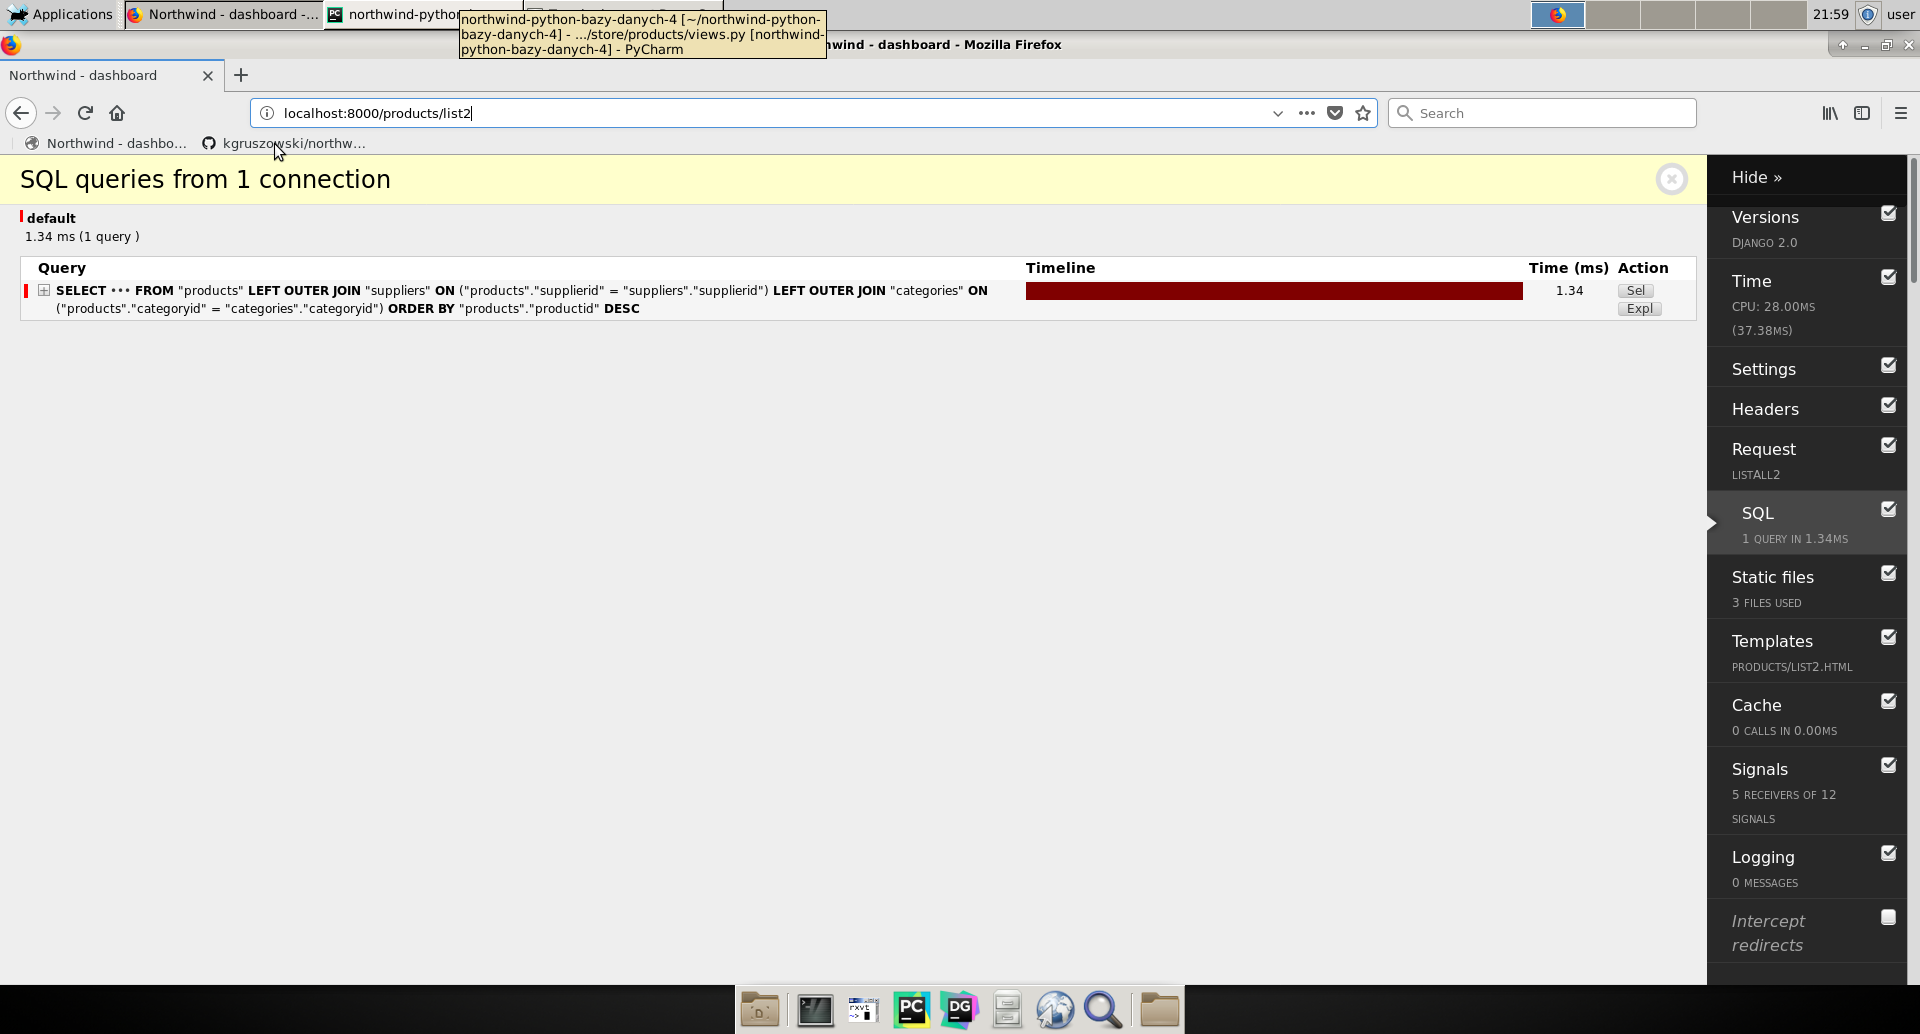 Applications
Northwind - dashboard -...
northwind-python
21:59
user
northwind-python-bazy-danych-4 [~/northwind-python-
bazy-danych-4] - .../store/products/views.py [northwind-
python-bazy-danych-4] - PyCharm
wind - dashboard - Mozilla Firefox
Northwind - dashboard
localhost:8000/products/list2
Search
Northwind - dashbo...
kgruszowski/northw...
SQL queries from 1 connection
default
1.34 ms (1 query )
Query
Timeline
Time (ms)
Action
SELECT ••• FROM "products" LEFT OUTER JOIN "suppliers" ON ("products"."supplierid" = "suppliers"."supplierid") LEFT OUTER JOIN "categories" ON
("products"."categoryid" = "categories"."categoryid") ORDER BY "products"."productid" DESC
1.34
Sel
Expl
Hide »
Versions
DJANGO 2.0
Time
CPU: 28.00MS
(37.38MS)
Settings
Headers
Request
LISTALL2
SQL
1 QUERY IN 1.34MS
Static files
3 FILES USED
Templates
PRODUCTS/LIST2.HTML
Cache
0 CALLS IN 0.00MS
Signals
5 RECEIVERS OF 12
SIGNALS
Logging
0 MESSAGES
Intercept
redirects
rxvt
PC
DG